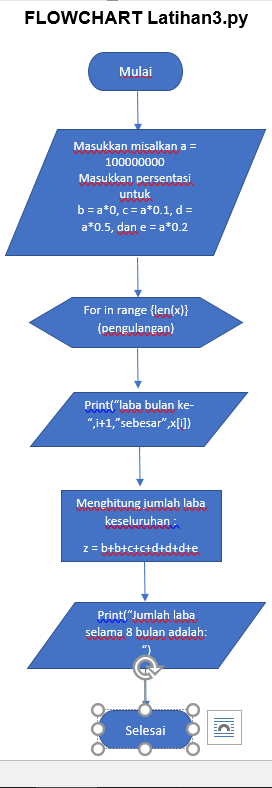 FLOWCHART Latihan3.py
Mulai
Masukkan misalkan a =
100000000
Masukkan persentasi
untuk
b = a*0, c = a*0.1, d =
a*0.5, dan e = a*0.2
For in range {len(x)}
(pengulangan)
Print(“laba bulan ke-
“,i+1,”sebesar”,x[i])
Menghitung jumlah laba
keseluruhan :
z = b+b+c+c+d+d+d+e
Print(“Jumlah laba
selama 8 bulan adalah:
“)
Selesai